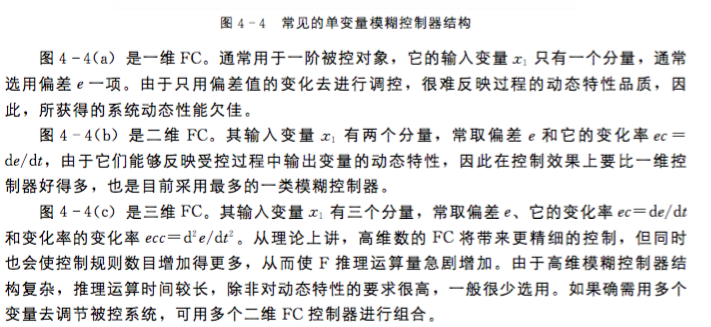 图 4-4 常见的单变量模糊控制器结构
图 4-4(a) 是一维 FC。通常用于一阶被控对象，它的输入变量 x₁ 只有一个分量，通常
选用偏差 e 一项。由于只用偏差值的变化去进行调控，很难反映过程的动态特性品质，因
此，所获得的系统动态性能欠佳。
图 4-4(b) 是二维 FC。其输入变量 x₁ 有两个分量，常取偏差 e 和它的变化率 ec＝
de/dt，由于它们能够反映受控过程中输出变量的动态特性，因此在控制效果上要比一维控
制器好得多，也是目前采用最多的一类模糊控制器。
图 4-4(c) 是三维 FC。其输入变量 x₁ 有三个分量，常取偏差 e、它的变化率 ec＝de/dt
和变化率的变化率 ecc＝d²e/dt²。从理论上讲，高维数的 FC 将带来更精细的控制，但同时
也会使控制规则数目增加得更多，从而使 F 推理运算量急剧增加。由于高维模糊控制器结
构复杂，推理运算时间较长，除非对动态特性的要求很高，一般很少选用。如果确需用多个
变量去调节被控系统，可用多个二维 FC 控制器进行组合。